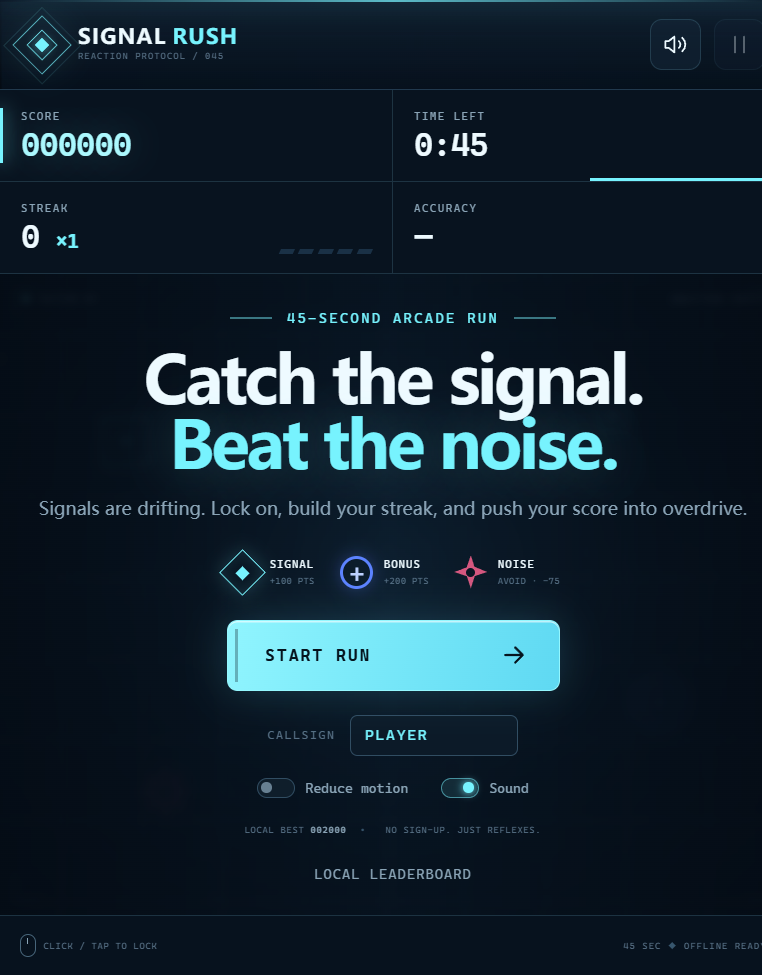 SIGNAL RUSH
REACTION PROTOCOL / 045
SCORE
000000
TIME LEFT
0:45
STREAK
0 ×1
ACCURACY
—
45-SECOND ARCADE RUN
Catch the signal.
Beat the noise.
Signals are drifting. Lock on, build your streak, and push your score into overdrive.
SIGNAL
+100 PTS
BONUS
+200 PTS
NOISE
AVOID · −75
START RUN →
CALLSIGN PLAYER
Reduce motion Sound
LOCAL BEST 002000 • NO SIGN-UP. JUST REFLEXES.
LOCAL LEADERBOARD
CLICK / TAP TO LOCK
45 SEC ◆ OFFLINE READY